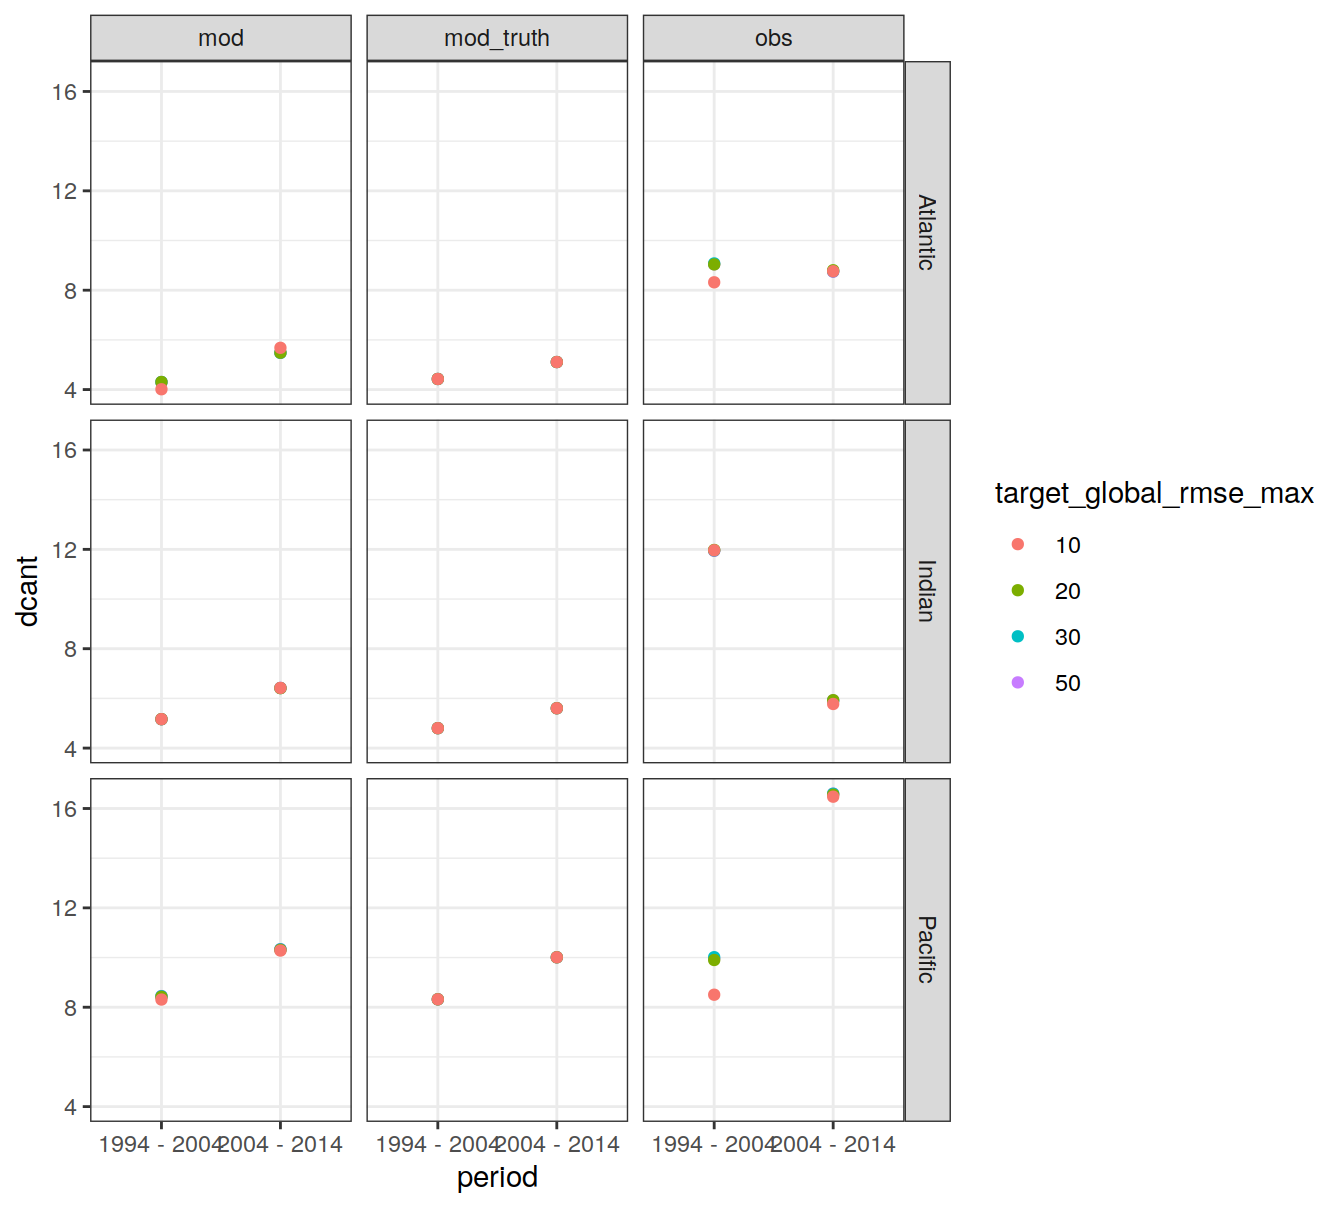 mod mod_truth obs
16
12
8
4
Atlantic
16
12
8
4
Indian
16
12
8
4
Pacific
dcant
1994 - 2004 2004 - 2014 1994 - 2004 2004 - 2014 1994 - 2004 2004 - 2014
period
target_global_rmse_max
10
20
30
50